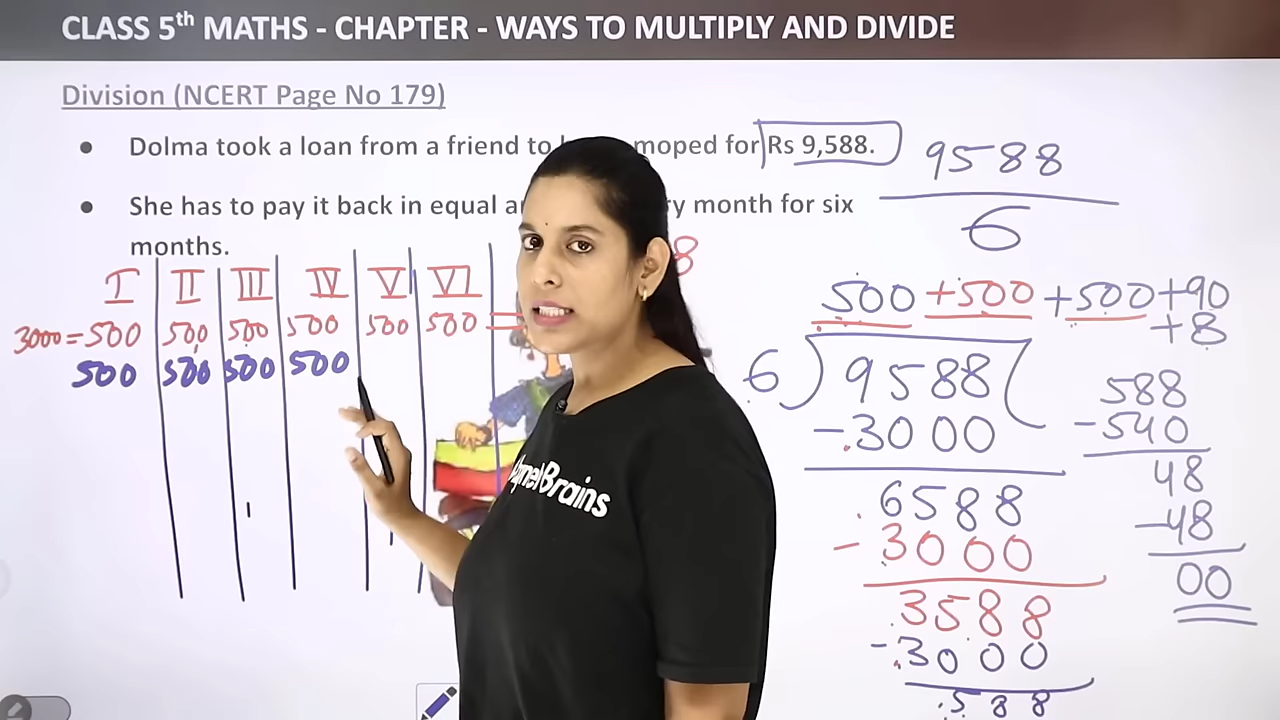 CLASS 5th MATHS - CHAPTER - WAYS TO MULTIPLY AND DIVIDE
Division (NCERT Page No 179)
• Dolma took a loan from a friend to moped for Rs 9,588.
• She has to pay it back in equal month for six
months.
I II III IV V VI
3000=500 500 500 500 500 500 =
500 500 500 500
8
9588
6
500 +500 +500 +90
+8
6 ) 9588 (
-3000
6588
- 3000
3588
-3000
588
588
-540
48
-48
00
Brains